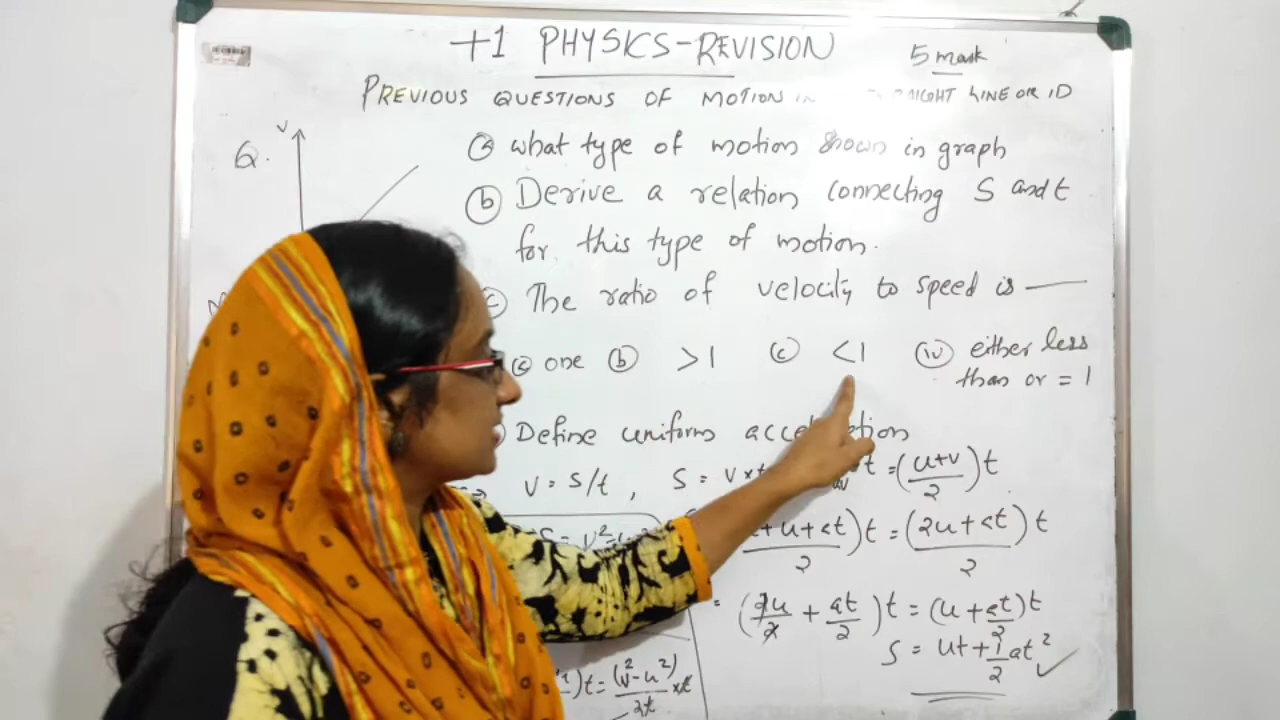 +1 PHYSICS-REVISION
5 mark
PREVIOUS QUESTIONS OF MOTION IN LINE OR 1D
V
Q.
(a) what type of motion shown in graph
(b) Derive a relation connecting S and t
for this type of motion.
The ratio of velocity to speed is ——
one (b) >1 (c) <1 (iv) either less
than or = 1
Define uniform acceleration
V = S/t , S = V×t = (u+v/2)t
+u+at/2)t = (2u+at/2) t
= (2u/2 + at/2)t = (u+at/2)t
S = ut+1/2at² ✓
)t = (v²-u²)/2t ×t